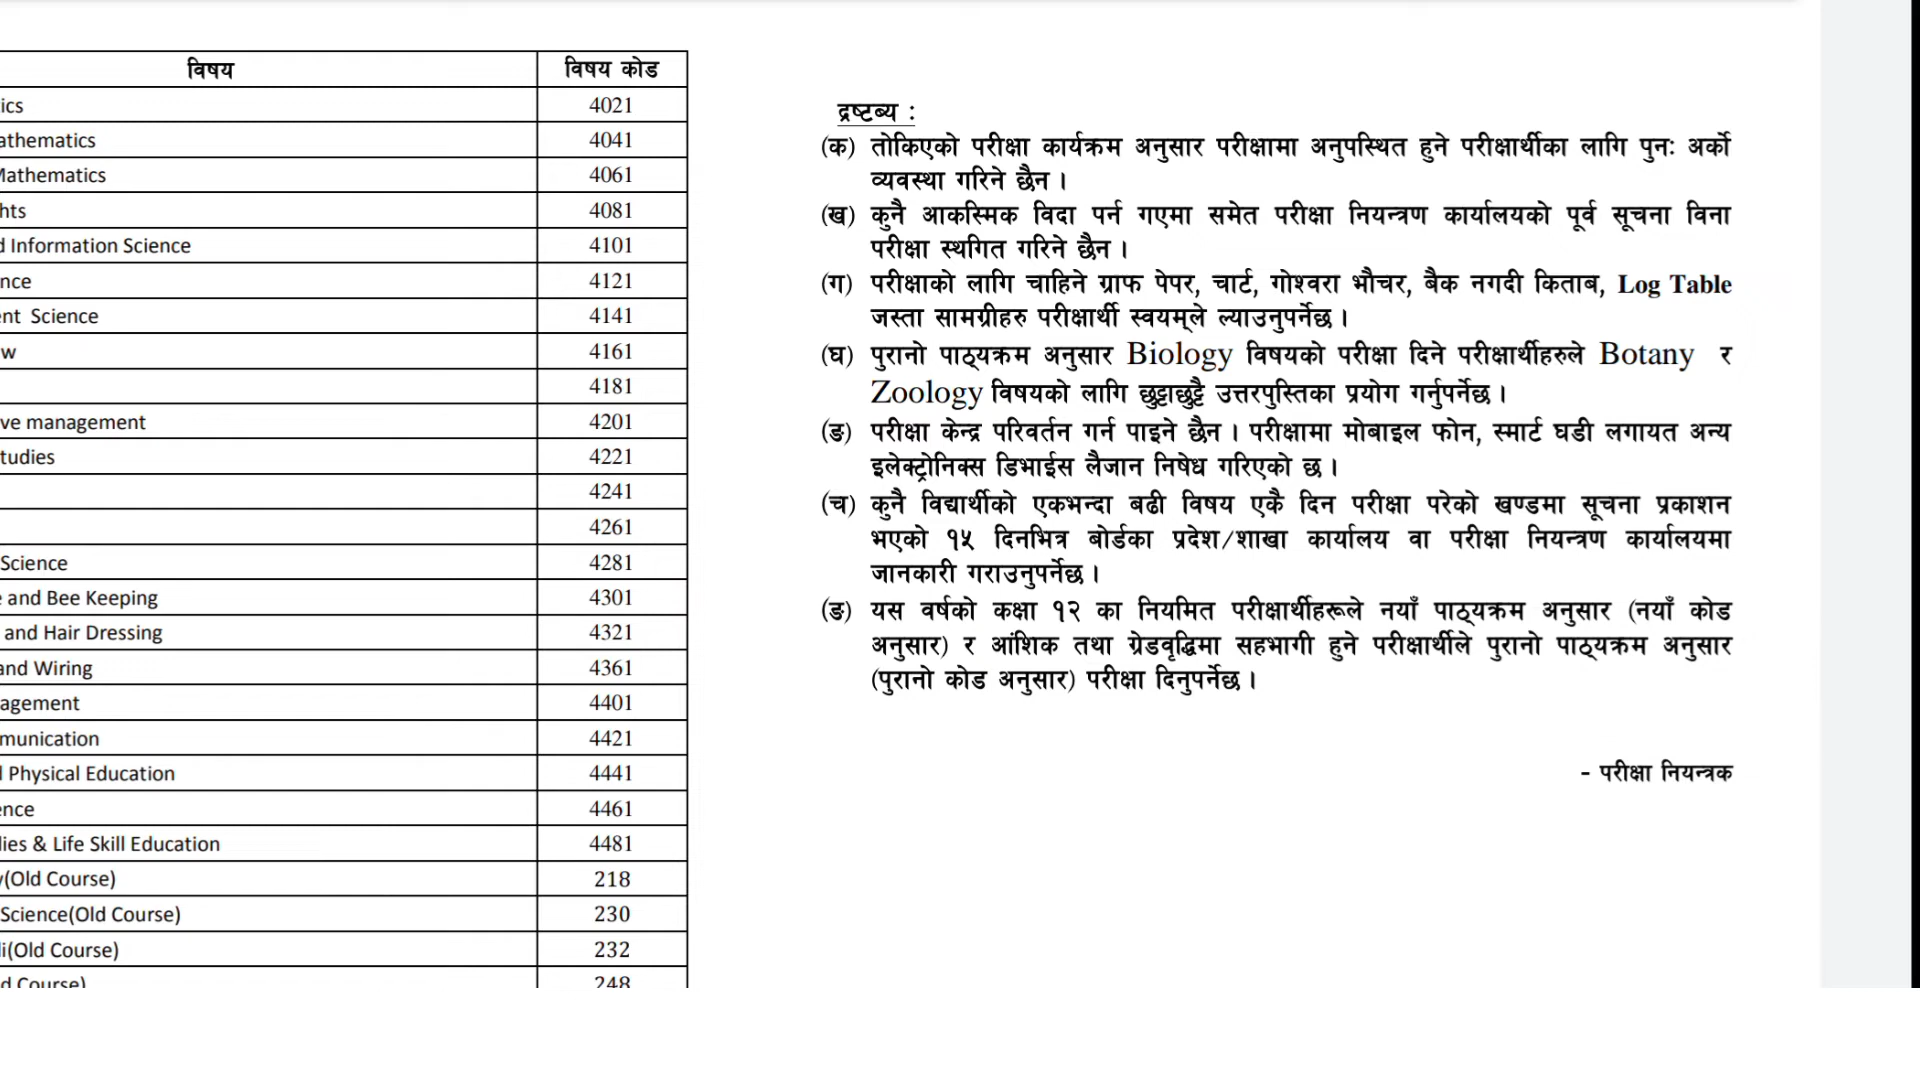 विषय विषय कोड
ics 4021
athematics 4041
Mathematics 4061
hts 4081
d Information Science 4101
nce 4121
ent Science 4141
w 4161
4181
ve management 4201
tudies 4221
4241
4261
Science 4281
e and Bee Keeping 4301
and Hair Dressing 4321
and Wiring 4361
agement 4401
munication 4421
l Physical Education 4441
ence 4461
lies & Life Skill Education 4481
y(Old Course) 218
Science(Old Course) 230
li(Old Course) 232
d Course) 248
द्रष्टब्य :
(क) तोकिएको परीक्षा कार्यक्रम अनुसार परीक्षामा अनुपस्थित हुने परीक्षार्थीका लागि पुनः अर्को
व्यवस्था गरिने छैन ।
(ख) कुनै आकस्मिक विदा पर्न गएमा समेत परीक्षा नियन्त्रण कार्यालयको पूर्व सूचना विना
परीक्षा स्थगित गरिने छैन ।
(ग) परीक्षाको लागि चाहिने ग्राफ पेपर, चार्ट, गोश्वरा भौचर, बैक नगदी किताब, Log Table
जस्ता सामग्रीहरु परीक्षार्थी स्वयम्ले ल्याउनुपर्नेछ ।
(घ) पुरानो पाठ्यक्रम अनुसार Biology विषयको परीक्षा दिने परीक्षार्थीहरुले Botany र
Zoology विषयको लागि छुट्टाछुट्टै उत्तरपुस्तिका प्रयोग गर्नुपर्नेछ ।
(ङ) परीक्षा केन्द्र परिवर्तन गर्न पाइने छैन । परीक्षामा मोबाइल फोन, स्मार्ट घडी लगायत अन्य
इलेक्ट्रोनिक्स डिभाईस लैजान निषेध गरिएको छ ।
(च) कुनै विद्यार्थीको एकभन्दा बढी विषय एकै दिन परीक्षा परेको खण्डमा सूचना प्रकाशन
भएको १५ दिनभित्र बोर्डका प्रदेश/शाखा कार्यालय वा परीक्षा नियन्त्रण कार्यालयमा
जानकारी गराउनुपर्नेछ ।
(ङ) यस वर्षको कक्षा १२ का नियमित परीक्षार्थीहरूले नयाँ पाठ्यक्रम अनुसार (नयाँ कोड
अनुसार) र आंशिक तथा ग्रेडवृद्धिमा सहभागी हुने परीक्षार्थीले पुरानो पाठ्यक्रम अनुसार
(पुरानो कोड अनुसार) परीक्षा दिनुपर्नेछ ।
- परीक्षा नियन्त्रक